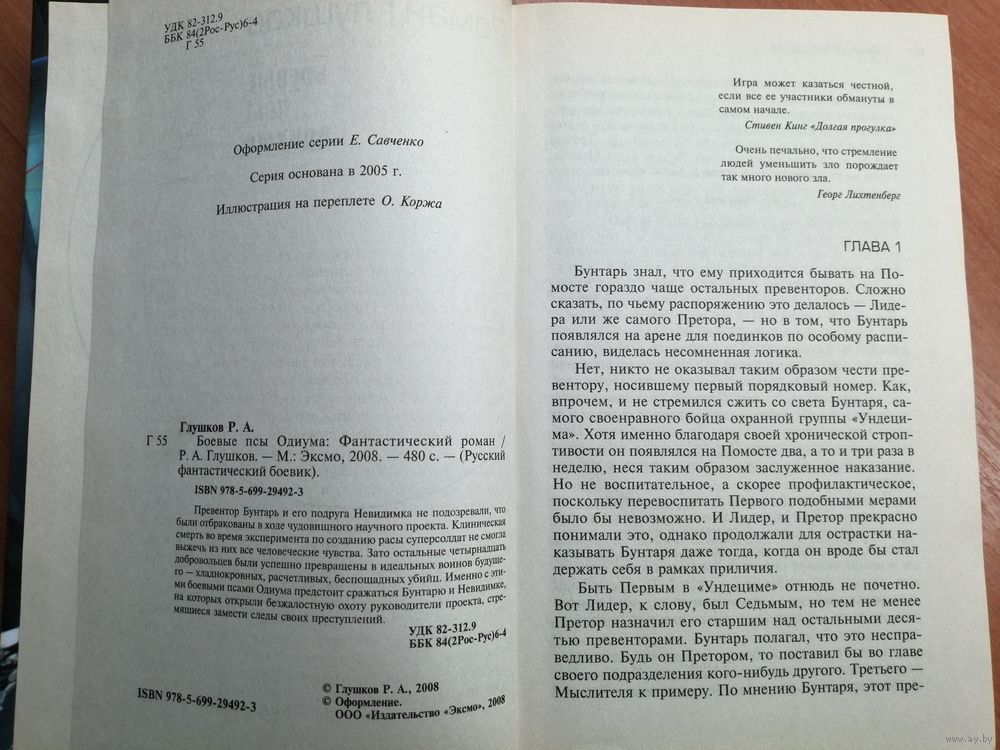 УДК 82-312.9
ББК 84(2Рос-Рус)6-4
Г 55
Оформление серии Е. Савченко
Серия основана в 2005 г.
Иллюстрация на переплете О. Коржа
Глушков Р. А.
Г 55 Боевые псы Одиума: Фантастический роман /
Р. А. Глушков. — М.: Эксмо, 2008. — 480 с. — (Русский
фантастический боевик).
ISBN 978-5-699-29492-3
Превентор Бунтарь и его подруга Невидимка не подозревали, что
были отбракованы в ходе чудовищного научного проекта. Клиническая
смерть во время эксперимента по созданию расы суперсолдат не смогла
выжечь из них все человеческие чувства. Зато остальные четырнадцать
добровольцев были успешно превращены в идеальных воинов будуще-
го — хладнокровных, расчетливых, беспощадных убийц. Именно с эти-
ми боевыми псами Одиума предстоит сражаться Бунтарю и Невидимке,
на которых открыли безжалостную охоту руководители проекта, стре-
мящиеся замести следы своих преступлений.
УДК 82-312.9
ББК 84(2Рос-Рус)6-4
© Глушков Р. А., 2008
© Оформление.
ООО «Издательство «Эксмо», 2008
ISBN 978-5-699-29492-3
Игра может казаться честной,
если все ее участники обмануты в
самом начале.
Стивен Кинг «Долгая прогулка»
Очень печально, что стремление
людей уменьшить зло порождает
так много нового зла.
Георг Лихтенберг
ГЛАВА 1
Бунтарь знал, что ему приходится бывать на По-
мосте гораздо чаще остальных превенторов. Сложно
сказать, по чьему распоряжению это делалось — Лиде-
ра или же самого Претора, — но в том, что Бунтарь
появлялся на арене для поединков по особому распи-
санию, виделась несомненная логика.
Нет, никто не оказывал таким образом чести пре-
вентору, носившему первый порядковый номер. Как,
впрочем, и не стремился сжить со света Бунтаря, са-
мого своенравного бойца охранной группы «Ундеци-
ма». Хотя именно благодаря своей хронической строп-
тивости он появлялся на Помосте два, а то и три раза в
неделю, неся таким образом заслуженное наказание.
Но не воспитательное, а скорее профилактическое,
поскольку перевоспитать Первого подобными мерами
было бы невозможно. И Лидер, и Претор прекрасно
понимали это, однако продолжали для острастки на-
казывать Бунтаря даже тогда, когда он вроде бы стал
держать себя в рамках приличия.
Быть Первым в «Ундециме» отнюдь не почетно.
Вот Лидер, к слову, был Седьмым, но тем не менее
Претор назначил его старшим над остальными деся-
тью превенторами. Бунтарь полагал, что это неспра-
ведливо. Будь он Претором, то поставил бы во главе
своего подразделения кого-нибудь другого. Третьего —
Мыслителя к примеру. По мнению Бунтаря, этот пре-
www.ay.by